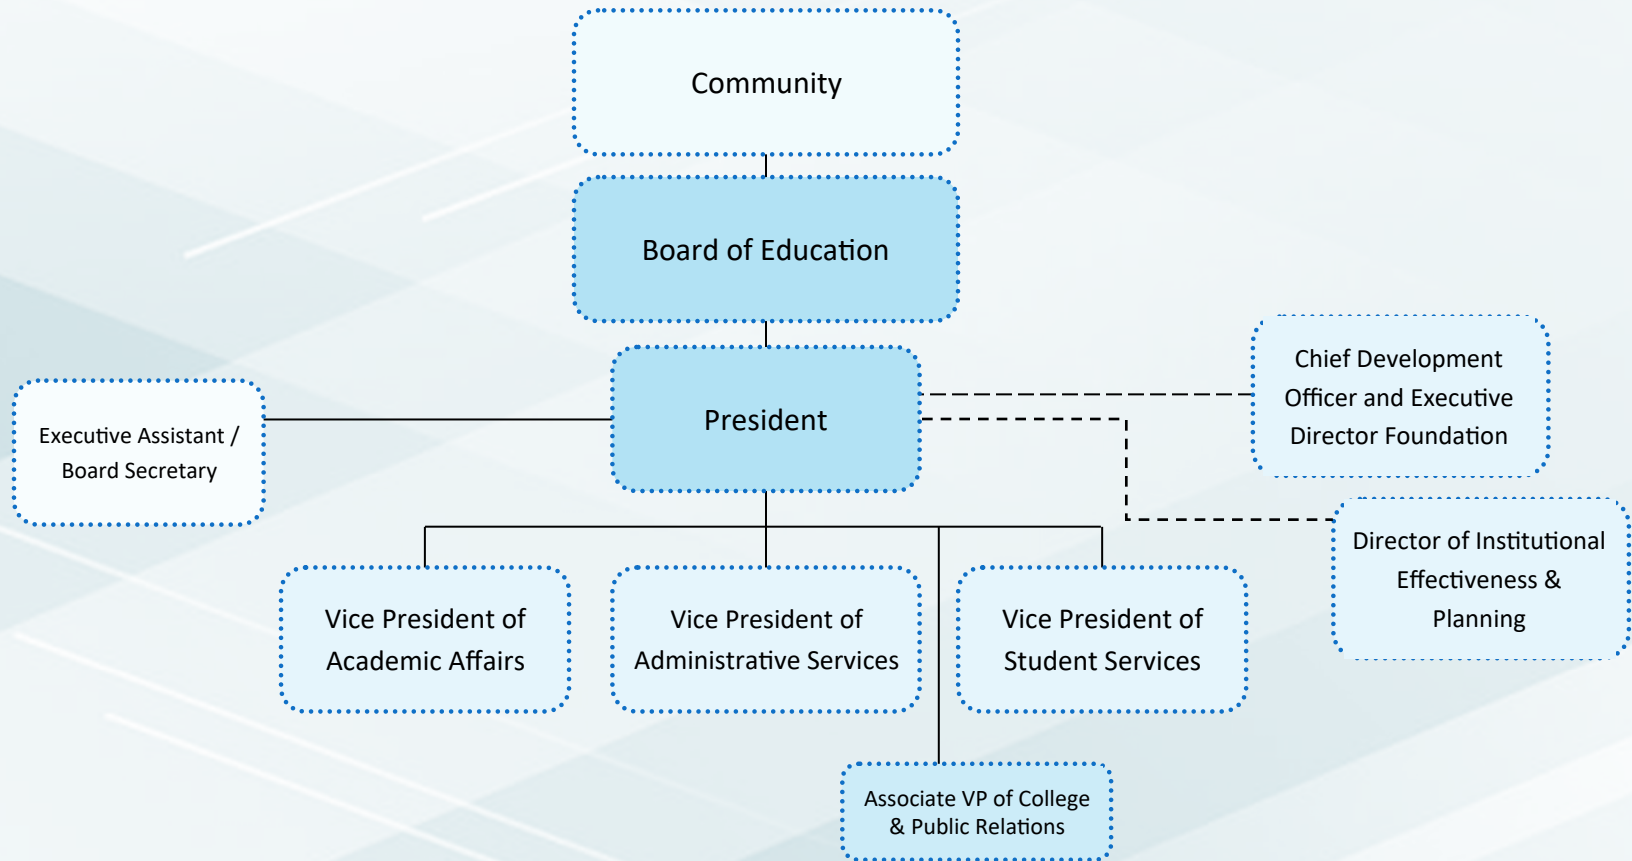 Community
Board of Education
President
Executive Assistant /
Board Secretary
Chief Development
Officer and Executive
Director Foundation
Director of Institutional
Effectiveness &
Planning
Vice President of
Academic Affairs
Vice President of
Administrative Services
Vice President of
Student Services
Associate VP of College
& Public Relations